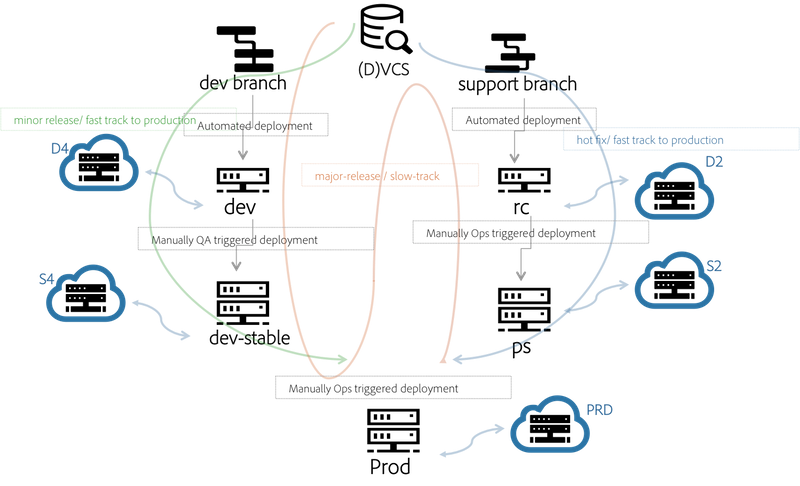 (D)VCS
dev branch
support branch
minor release/ fast track to production
Automated deployment
Automated deployment
hot fix/ fast track to production
D4
D2
major-release / slow-track
dev
rc
Manually QA triggered deployment
Manually Ops triggered deployment
S4
S2
dev-stable
ps
Manually Ops triggered deployment
PRD
Prod